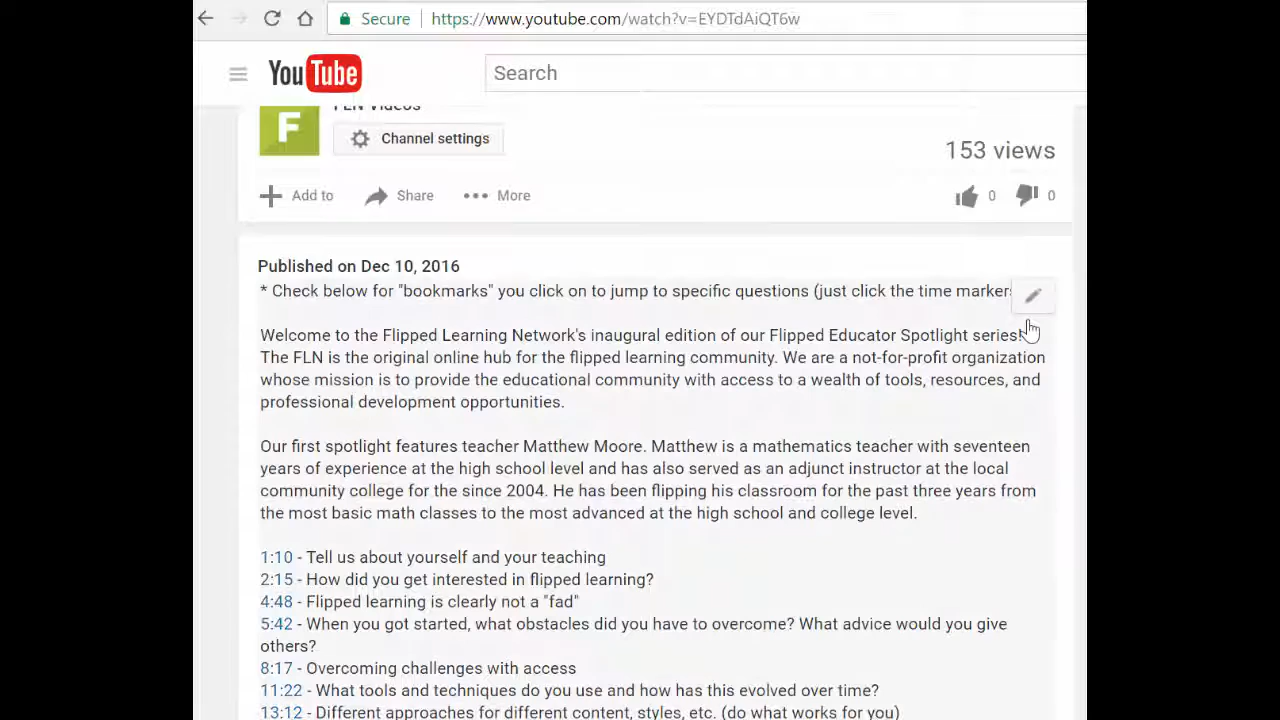 Secure https://www.youtube.com/watch?v=EYDTdAiQT6w
YouTube Search
FLN Videos
F
Channel settings
153 views
Add to Share More 0 0
Published on Dec 10, 2016
* Check below for "bookmarks" you click on to jump to specific questions (just click the time marker
Welcome to the Flipped Learning Network's inaugural edition of our Flipped Educator Spotlight series!
The FLN is the original online hub for the flipped learning community. We are a not-for-profit organization
whose mission is to provide the educational community with access to a wealth of tools, resources, and
professional development opportunities.
Our first spotlight features teacher Matthew Moore. Matthew is a mathematics teacher with seventeen
years of experience at the high school level and has also served as an adjunct instructor at the local
community college for the since 2004. He has been flipping his classroom for the past three years from
the most basic math classes to the most advanced at the high school and college level.
1:10 - Tell us about yourself and your teaching
2:15 - How did you get interested in flipped learning?
4:48 - Flipped learning is clearly not a "fad"
5:42 - When you got started, what obstacles did you have to overcome? What advice would you give
others?
8:17 - Overcoming challenges with access
11:22 - What tools and techniques do you use and how has this evolved over time?
13:12 - Different approaches for different content, styles, etc. (do what works for you)